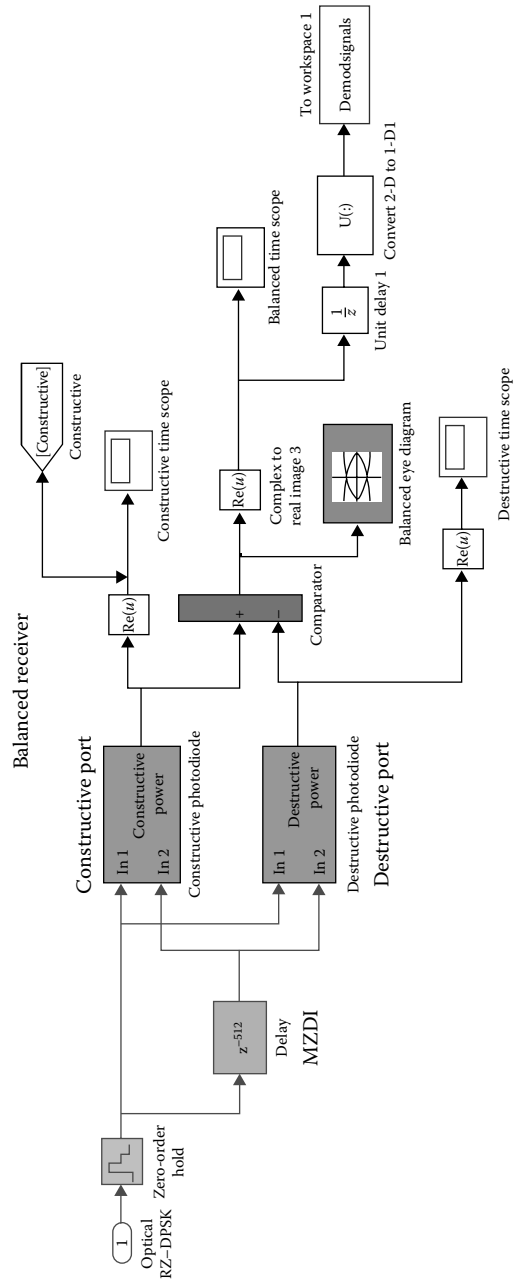 Balanced receiver
1
Optical
RZ–DPSK
Zero-order
hold
z⁻⁵¹²
Delay
MZDI
Constructive port
In 1
In 2
Constructive
power
Constructive photodiode
In 1
In 2
Destructive
power
Destructive photodiode
Destructive port
Re(u)
[Constructive]
Constructive
Constructive time scope
+
−
Comparator
Re(u)
Complex to
real image 3
Balanced time scope
Balanced eye diagram
1
z
Unit delay 1
U(:)
Convert 2-D to 1-D1
To workspace 1
Demodsignals
Re(u)
Destructive time scope